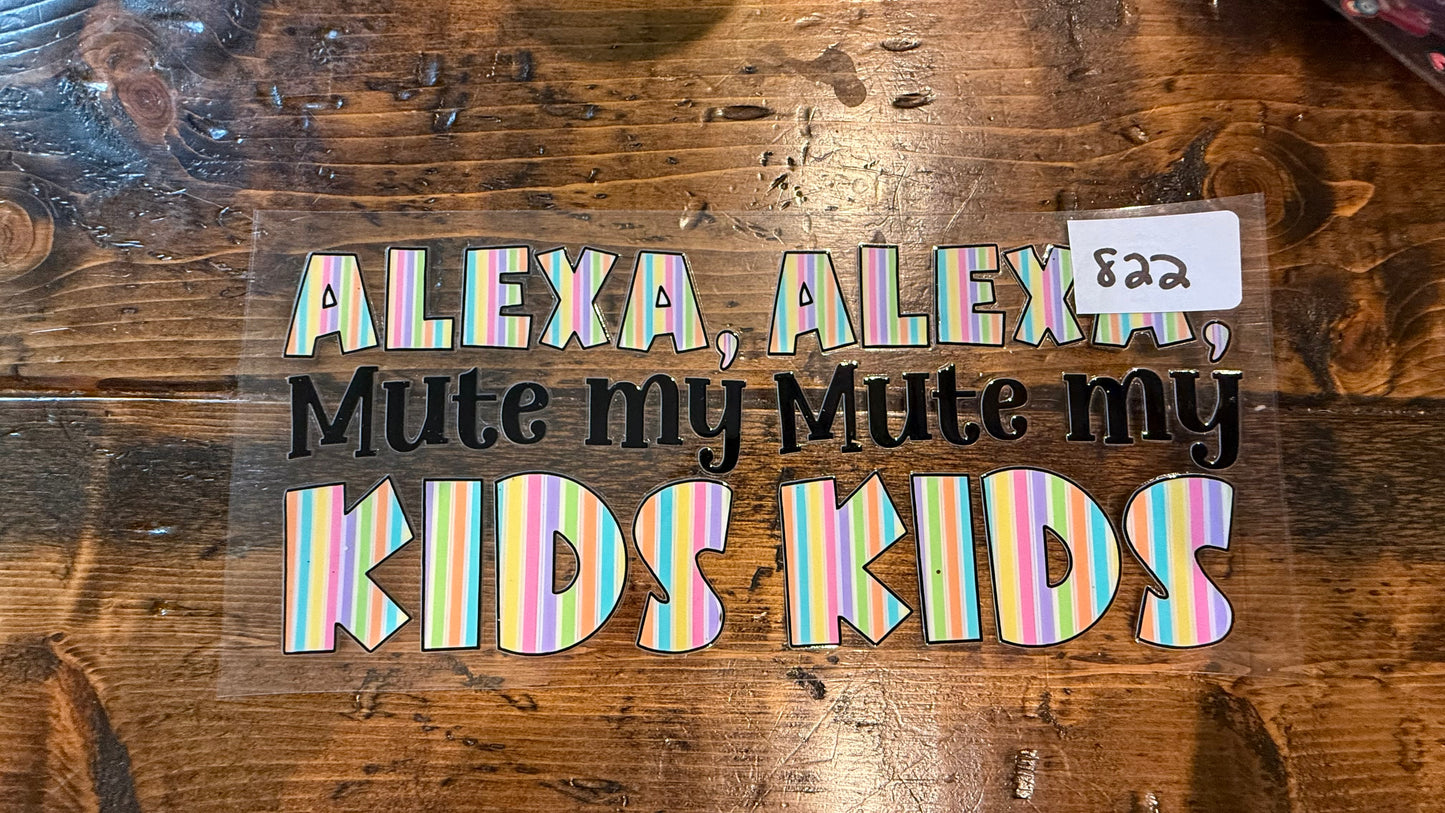 ALEXA, ALEXA,
822
Mute my Mute my
KIDS KIDS